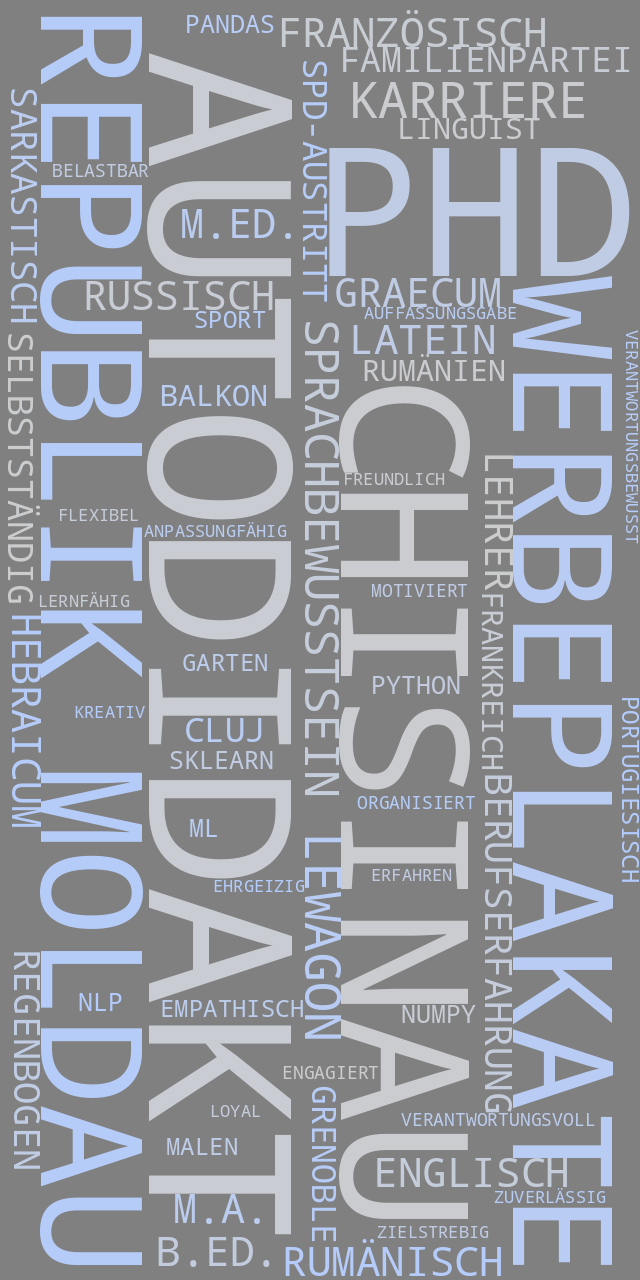 PANDAS
FRANZÖSISCH
FAMILIENPARTEI
KARRIERE
LINGUIST
REPUBLIK MOLDAU
AUTODIDAKT
SPD-AUSTRITT
SARKASTISCH
BELASTBAR
PHD
M.ED.
RUSSISCH
GRAECUM
WERBEPLAKATE
AUFFASSUNGSGABE
SPORT
LATEIN
SPRACHBEWUSSTSEIN
VERANTWORTUNGSBEWUSST
SELBSTSTÄNDIG
RUMÄNIEN
BALKON
CHISINAU
LEHRER
FREUNDLICH
FLEXIBEL
ANPASSUNGFÄHIG
MOTIVIERT
LERNFÄHIG
FRANKREICH
HEBRAICUM
GARTEN
PYTHON
PORTUGIESISCH
KREATIV
CLUJ
SKLEARN
BERUFSERFAHRUNG
ORGANISIERT
ML
LEWAGON
ERFAHREN
EHRGEIZIG
REGENBOGEN
NLP
EMPATHISCH
NUMPY
ENGAGIERT
GRENOBLE
LOYAL
VERANTWORTUNGSVOLL
MALEN
ENGLISCH
ZUVERLÄSSIG
M.A.
ZIELSTREBIG
B.ED.
RUMÄNISCH